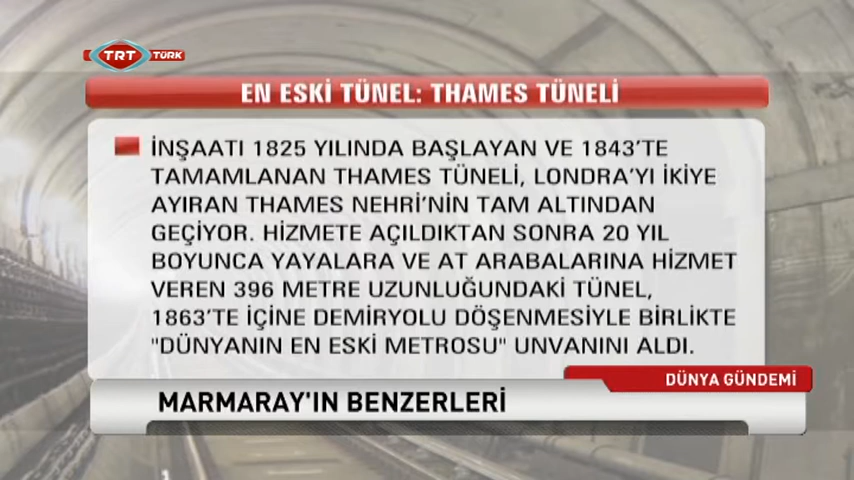 TRT TÜRK
EN ESKİ TÜNEL: THAMES TÜNELİ
İNŞAATI 1825 YILINDA BAŞLAYAN VE 1843'TE
TAMAMLANAN THAMES TÜNELİ, LONDRA'YI İKİYE
AYIRAN THAMES NEHRİ'NİN TAM ALTINDAN
GEÇİYOR. HİZMETE AÇILDIKTAN SONRA 20 YIL
BOYUNCA YAYALARA VE AT ARABALARINA HİZMET
VEREN 396 METRE UZUNLUĞUNDAKİ TÜNEL,
1863'TE İÇİNE DEMİRYOLU DÖŞENMESİYLE BİRLİKTE
"DÜNYANIN EN ESKİ METROSU" UNVANINI ALDI.
DÜNYA GÜNDEMİ
MARMARAY'IN BENZERLERİ